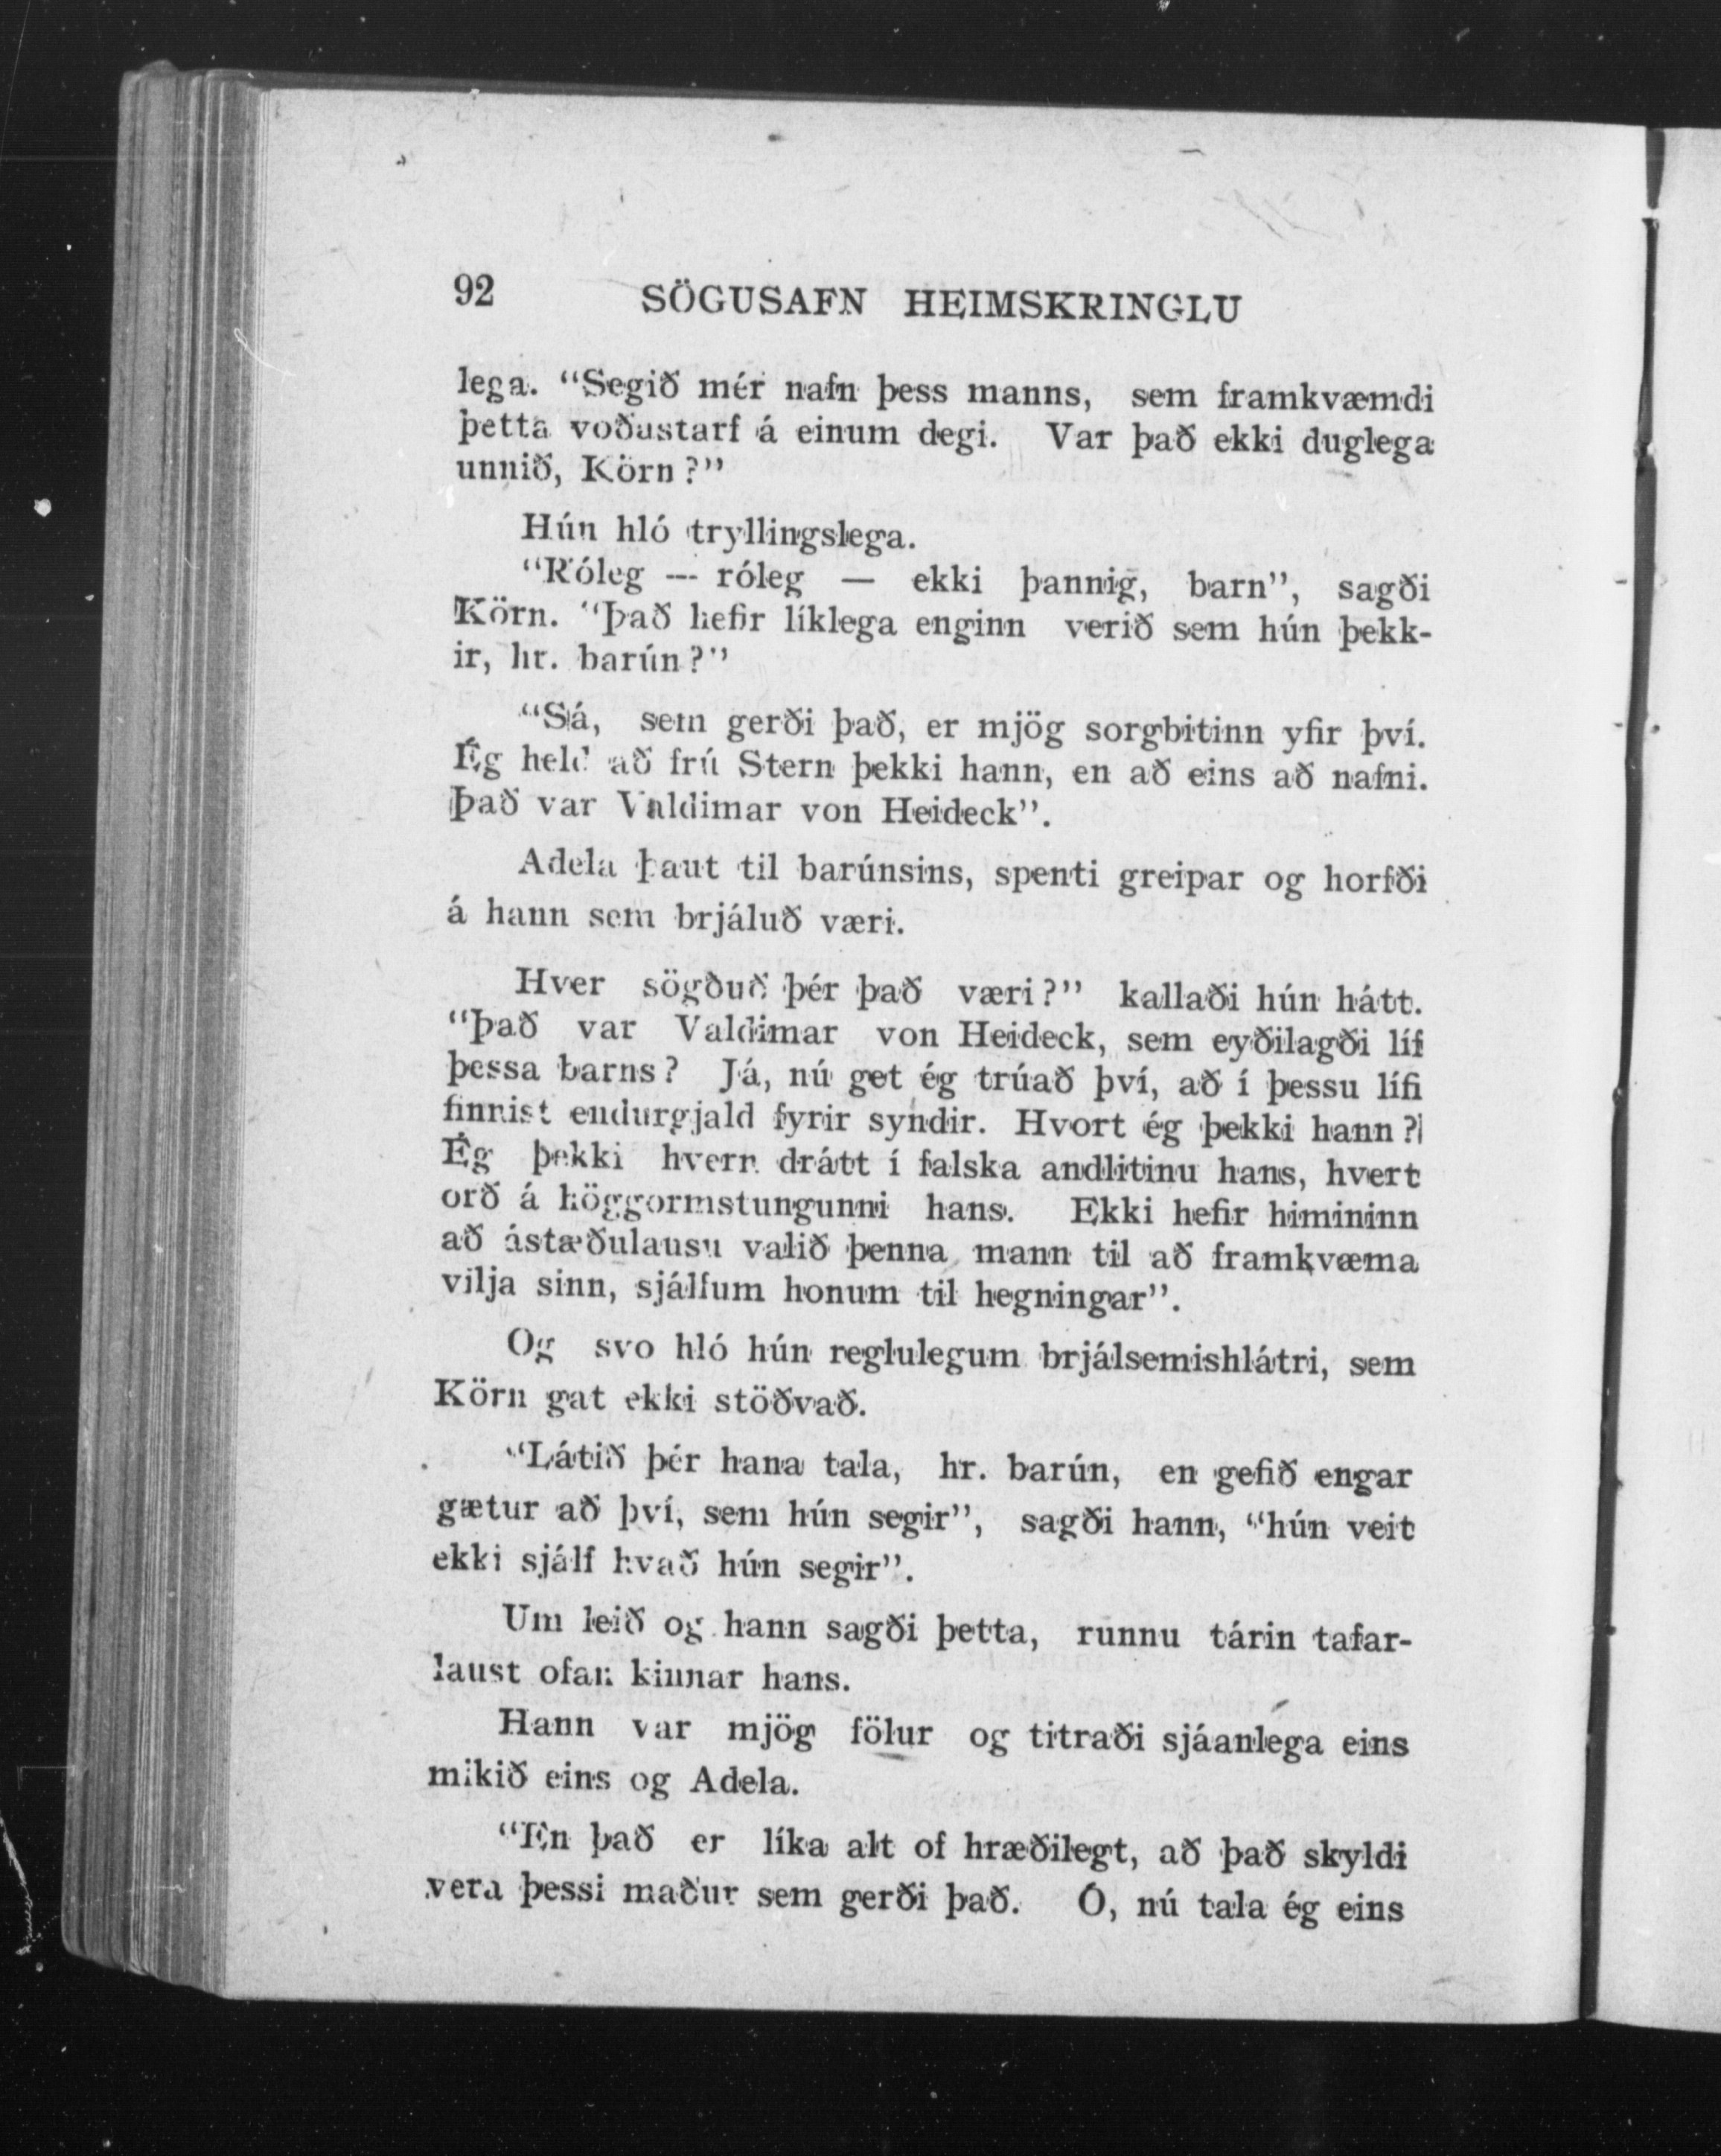 92 SÖGUSAFN HEIMSKRINGLU
lega. “Segið mér nafn þess manns, sem framkvæmdi
þetta voðastarf á einum degi. Var það ekki duglega
unnið, Körn?”
Hún hló tryllingslega.
“Róleg — róleg — ekki þannig, barn”, sagði
Körn. “Það hefir líklega enginn verið sem hún þekk-
ir, hr. barún?”
“Sá, sem gerði það, er mjög sorgbitinn yfir því.
Ég held að frú Stern þekki hann, en að eins að nafni.
Það var Valdimar von Heideck”.
Adela þaut til barúnsins, spenti greipar og horfði
á hann sem brjáluð væri.
Hver sögðuð þér það væri?” kallaði hún hátt.
“Það var Valdimar von Heideck, sem eyðilagði líf
þessa barns? Já, nú get ég trúað því, að í þessu lífi
finnist endurgjald fyrir syndir. Hvort ég þekki hann?
Ég þekki hvern drátt í falska andlitinu hans, hvert
orð á höggormstungunni hans. Ekki hefir himininn
að ástæðulausu valið þenna mann til að framkvæma
vilja sinn, sjálfum honum til hegningar”.
Og svo hló hún reglulegum brjálsemishlátri, sem
Körn gat ekki stöðvað.
“Látið þér hana tala, hr. barún, en gefið engar
gætur að því, sem hún segir”, sagði hann, “hún veit
ekki sjálf hvað hún segir”.
Um leið og hann sagði þetta, runnu tárin tafar-
laust ofan kinnar hans.
Hann var mjög fölur og titraði sjáanlega eins
mikið eins og Adela.
“En það er líka alt of hræðilegt, að það skyldi
vera þessi maður sem gerði það. Ó, nú tala ég eins